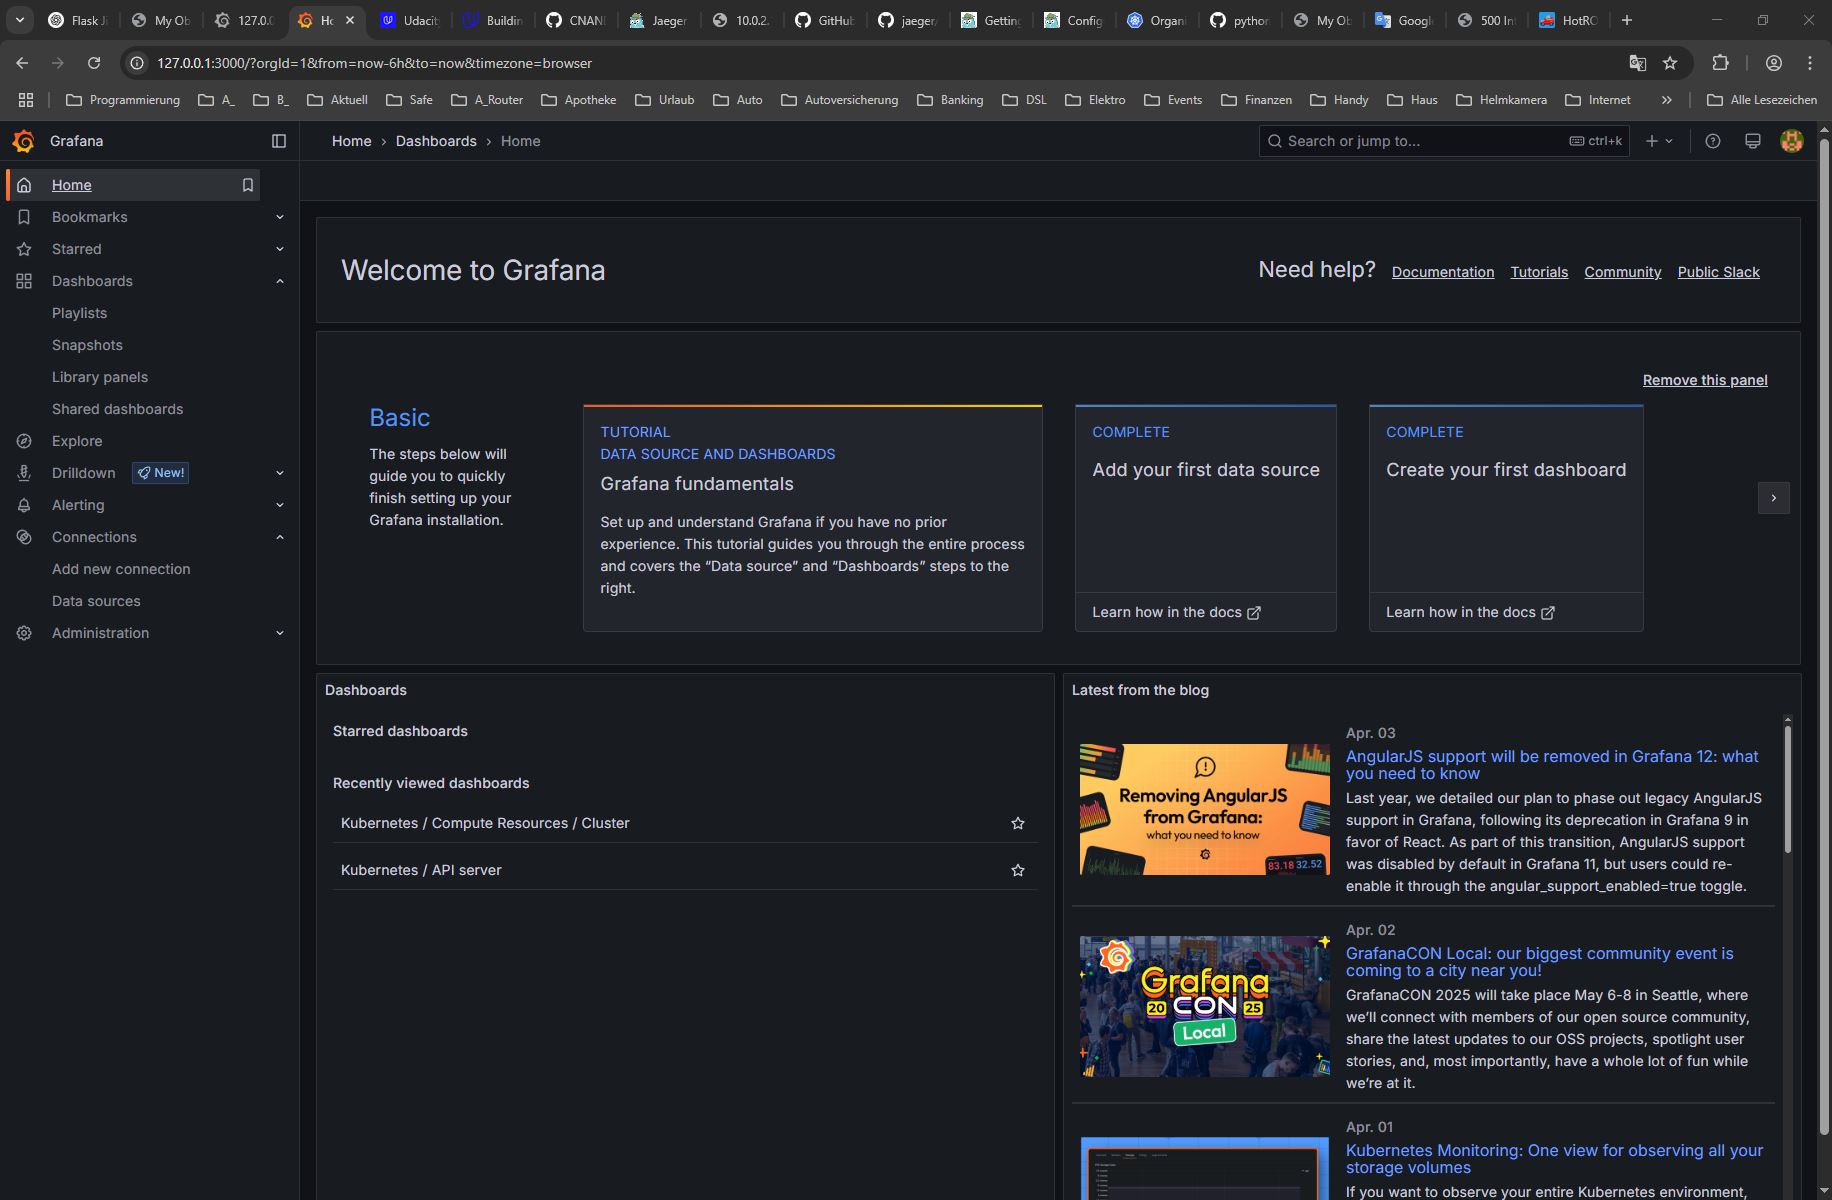 Flask Ji
My Ob
127.0.0
Ho
Udacity
Buildin
CNAN
Jaeger
10.0.2.
GitHub
jaeger/
Getting
Config
Organi
python
My Ob
Google
500 Int
HotRO
127.0.0.1:3000/?orgId=1&from=now-6h&to=now&timezone=browser
Programmierung
A_
B_
Aktuell
Safe
A_Router
Apotheke
Urlaub
Auto
Autoversicherung
Banking
DSL
Elektro
Events
Finanzen
Handy
Haus
Helmkamera
Internet
»
Alle Lesezeichen
Grafana
Home › Dashboards › Home
Search or jump to...
ctrl+k
Home
Bookmarks
Starred
Dashboards
Playlists
Snapshots
Library panels
Shared dashboards
Explore
Drilldown New!
Alerting
Connections
Add new connection
Data sources
Administration
Welcome to Grafana
Need help? Documentation Tutorials Community Public Slack
Remove this panel
Basic
The steps below will
guide you to quickly
finish setting up your
Grafana installation.
TUTORIAL
DATA SOURCE AND DASHBOARDS
Grafana fundamentals
Set up and understand Grafana if you have no prior
experience. This tutorial guides you through the entire process
and covers the “Data source” and “Dashboards” steps to the
right.
COMPLETE
Add your first data source
Learn how in the docs
COMPLETE
Create your first dashboard
Learn how in the docs
Dashboards
Starred dashboards
Recently viewed dashboards
Kubernetes / Compute Resources / Cluster
Kubernetes / API server
Latest from the blog
Removing AngularJS
from Grafana:
what you need to know
83.18 32.52
Apr. 03
AngularJS support will be removed in Grafana 12: what
you need to know
Last year, we detailed our plan to phase out legacy AngularJS
support in Grafana, following its deprecation in Grafana 9 in
favor of React. As part of this transition, AngularJS support
was disabled by default in Grafana 11, but users could re-
enable it through the angular_support_enabled=true toggle.
Grafana
20 CON 25
Local
Apr. 02
GrafanaCON Local: our biggest community event is
coming to a city near you!
GrafanaCON 2025 will take place May 6-8 in Seattle, where
we’ll connect with members of our open source community,
share the latest updates to our OSS projects, spotlight user
stories, and, most importantly, have a whole lot of fun while
we’re at it.
Apr. 01
Kubernetes Monitoring: One view for observing all your
storage volumes
If you want to observe your entire Kubernetes environment,